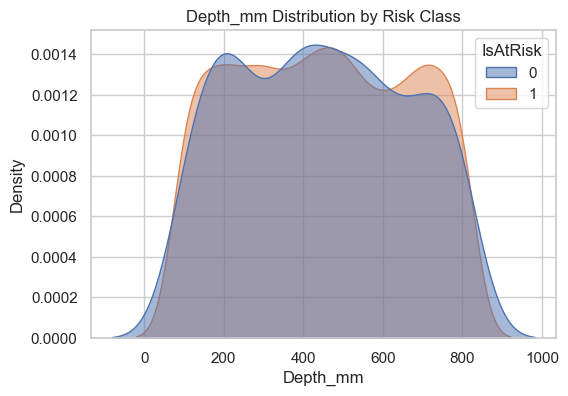 Depth_mm Distribution by Risk Class
IsAtRisk
0
1
Density
0.0014
0.0012
0.0010
0.0008
0.0006
0.0004
0.0002
0.0000
0 200 400 600 800 1000
Depth_mm